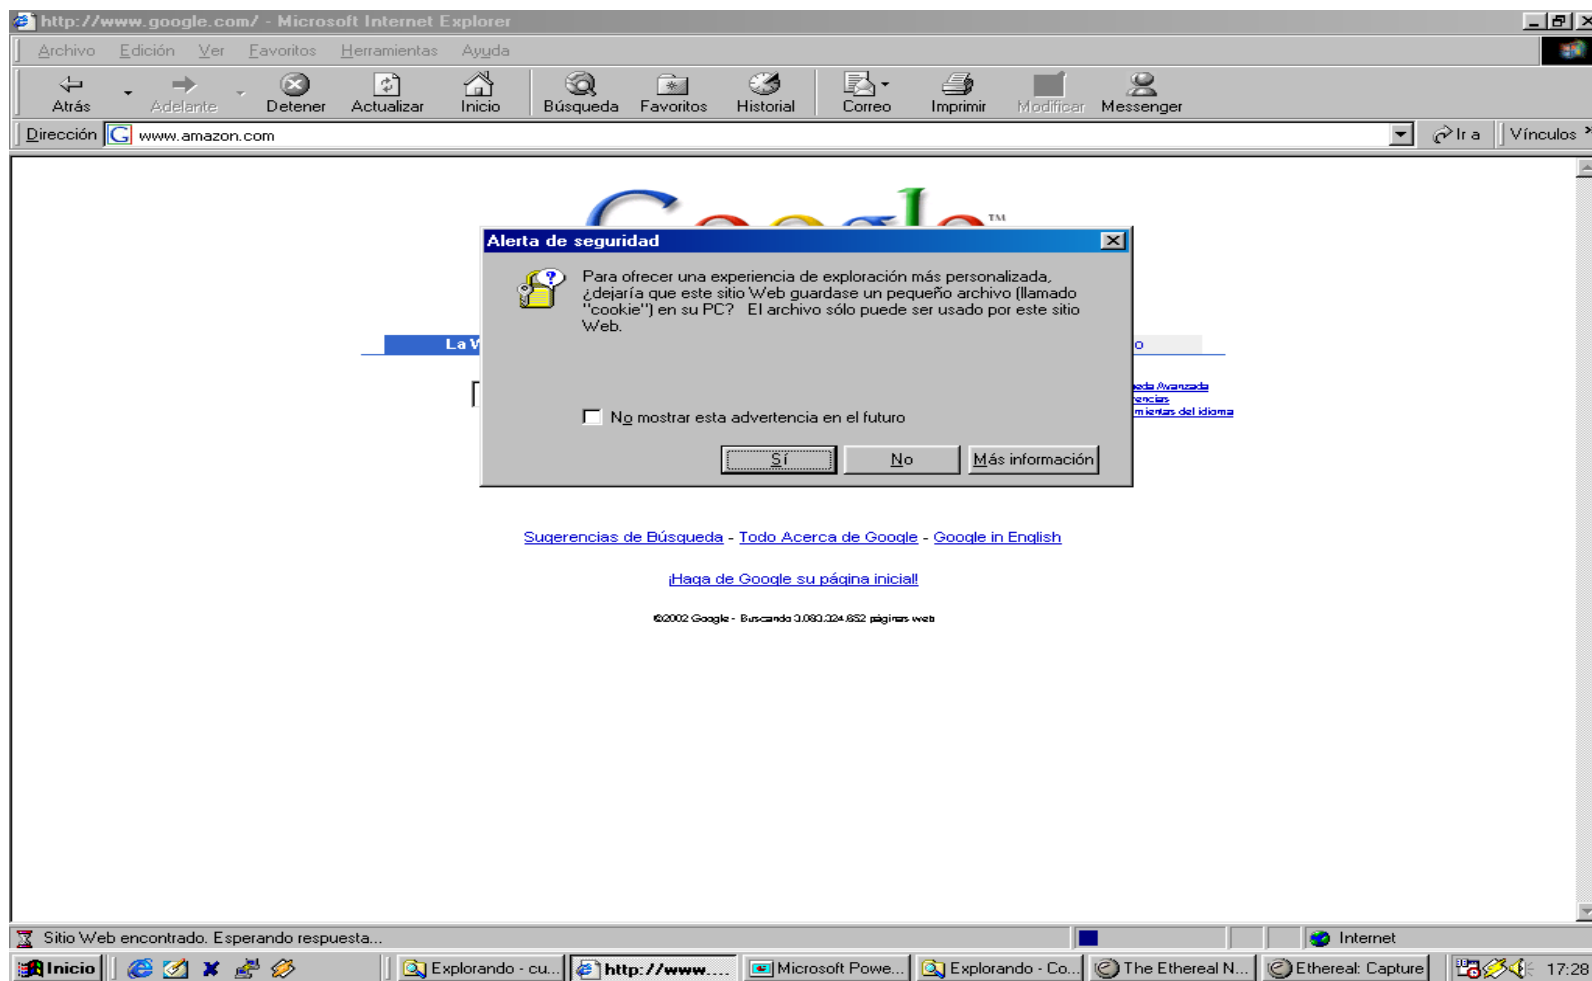 http://www.google.com/ - Microsoft Internet Explorer
Archivo Edición Ver Favoritos Herramientas Ayuda
Atrás Adelante Detener Actualizar Inicio Búsqueda Favoritos Historial Correo Imprimir Modificar Messenger
Dirección www.amazon.com Ir a Vínculos »
Google™
Alerta de seguridad
Para ofrecer una experiencia de exploración más personalizada,
¿dejaría que este sitio Web guardase un pequeño archivo (llamado
"cookie") en su PC? El archivo sólo puede ser usado por este sitio
Web.
La
No mostrar esta advertencia en el futuro
Sí No Más información
Avanzada
del idioma
Sugerencias de Búsqueda - Todo Acerca de Google - Google in English
¡Haga de Google su página inicial!
©2002 Google - Buscando 3.083.324.652 páginas web
Sitio Web encontrado. Esperando respuesta... Internet
Inicio Explorando - cu... http://www.... Microsoft Powe... Explorando - Co... The Ethereal N... Ethereal: Capture 17:28